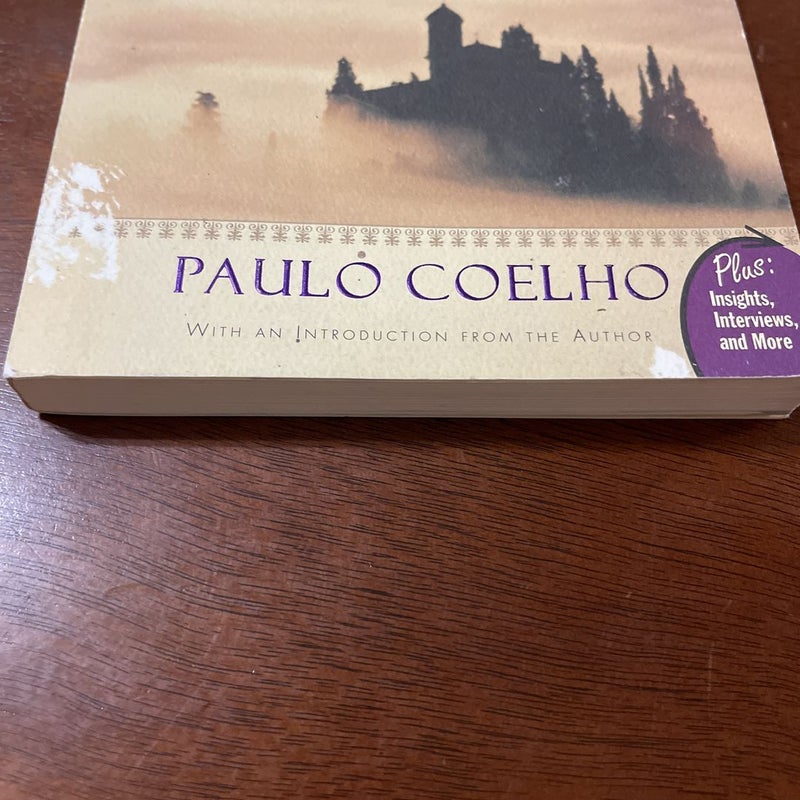 PAULO COELHO
WITH AN INTRODUCTION FROM THE AUTHOR
Plus:
Insights,
Interviews,
and More